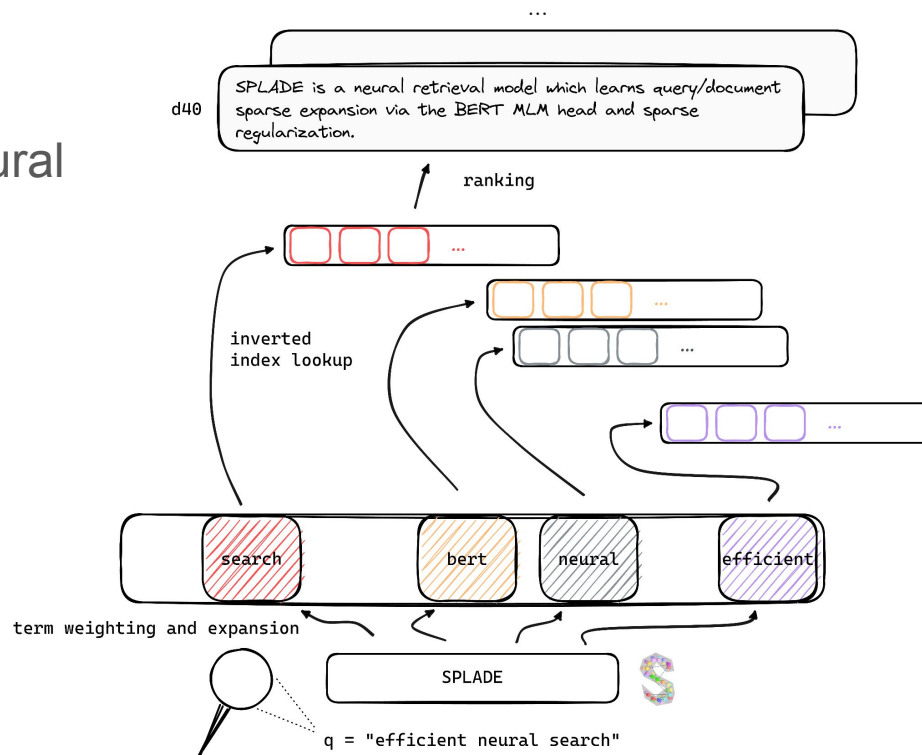 ...
SPLADE is a neural retrieval model which learns query/document
d40
sparse expansion via the BERT MLM head and sparse
regularization.
ural
ranking
...
...
inverted
index lookup
...
...
search
bert
neural
efficient
term weighting and expansion
SPLADE
S
q = "efficient neural search"